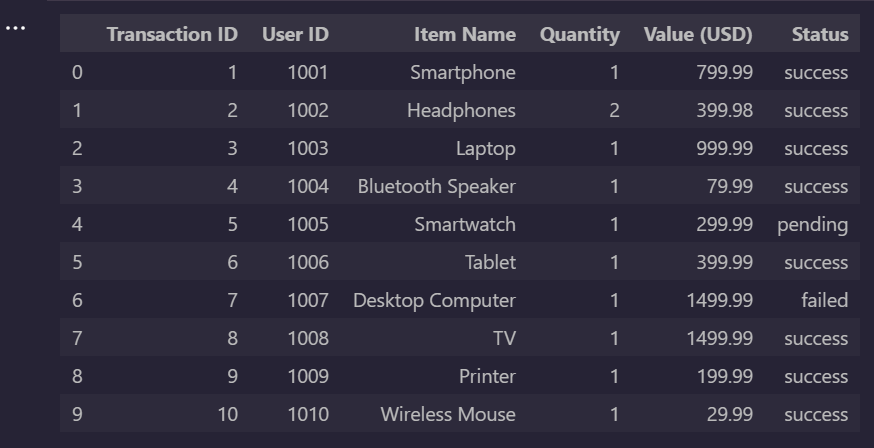 Transaction ID User ID Item Name Quantity Value (USD) Status
0 1 1001 Smartphone 1 799.99 success
1 2 1002 Headphones 2 399.98 success
2 3 1003 Laptop 1 999.99 success
3 4 1004 Bluetooth Speaker 1 79.99 success
4 5 1005 Smartwatch 1 299.99 pending
5 6 1006 Tablet 1 399.99 success
6 7 1007 Desktop Computer 1 1499.99 failed
7 8 1008 TV 1 1499.99 success
8 9 1009 Printer 1 199.99 success
9 10 1010 Wireless Mouse 1 29.99 success